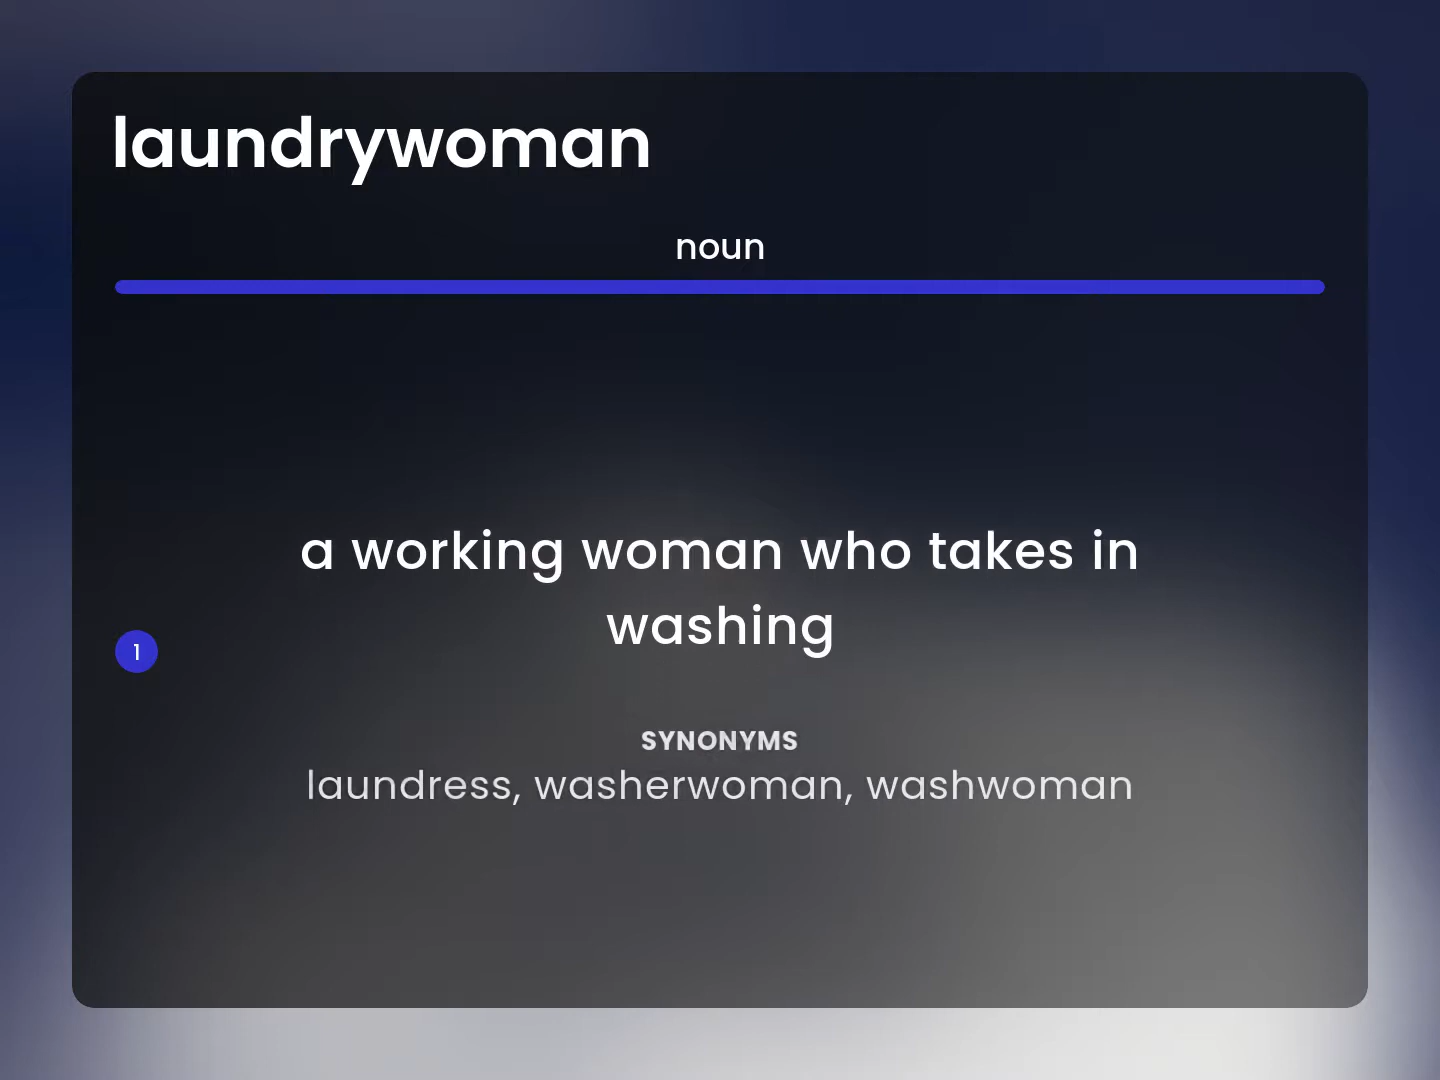 laundrywoman
noun
a working woman who takes in
washing
1
SYNONYMS
laundress, washerwoman, washwoman